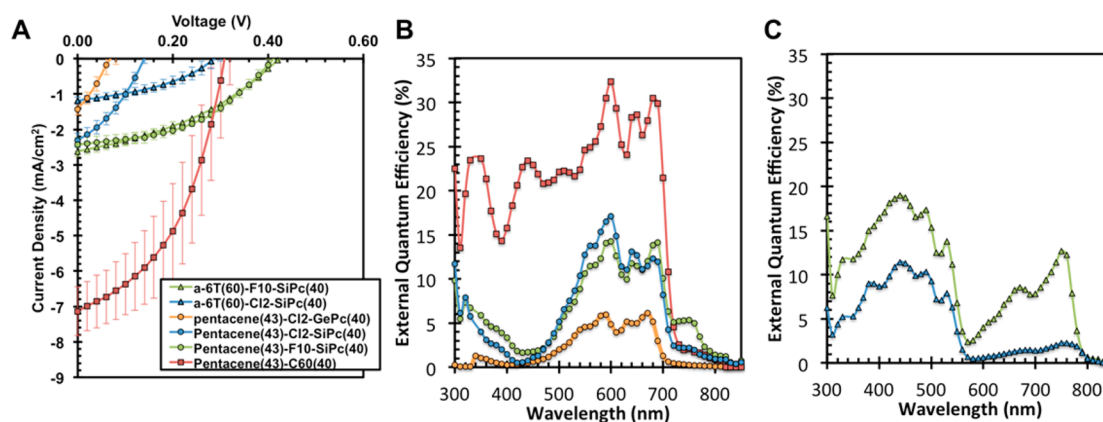 A
Voltage (V)
0.00 0.20 0.40 0.60
0
-1
-2
-3
-4
-5
-6
-7
-8
-9
Current Density (mA/cm²)
a-6T(60)-F10-SiPc(40)
a-6T(60)-Cl2-SiPc(40)
pentacene(43)-Cl2-GePc(40)
Pentacene(43)-Cl2-SiPc(40)
Pentacene(43)-F10-SiPc(40)
Pentacene(43)-C60(40)
B
35
30
25
20
15
10
5
0
External Quantum Efficiency (%)
300 400 500 600 700 800
Wavelength (nm)
C
35
30
25
20
15
10
5
0
External Quantum Efficiency (%)
300 400 500 600 700 800
Wavelength (nm)